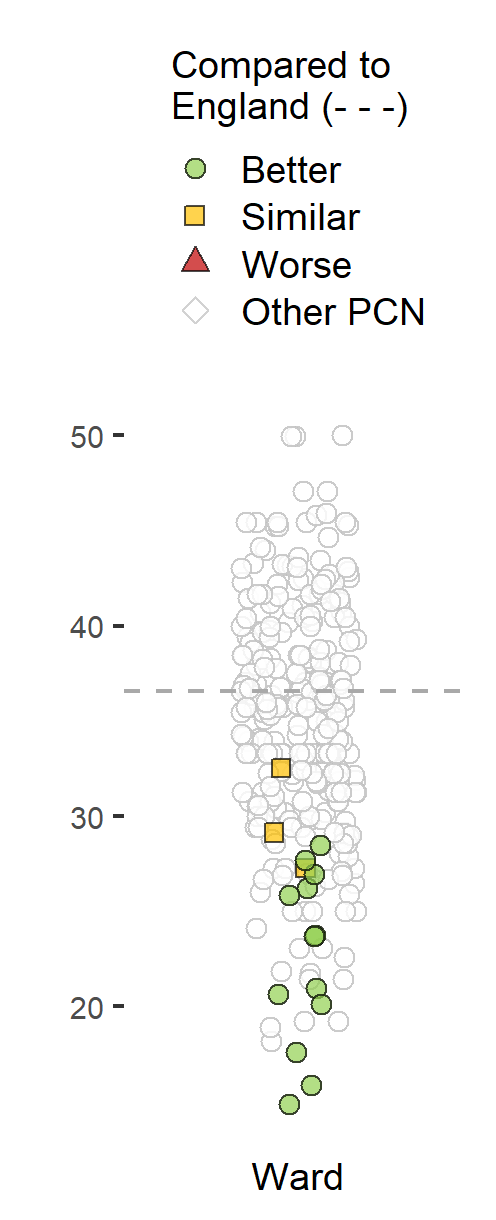 Compared to
England (- - -)
Better
Similar
Worse
Other PCN
50
40
30
20
Ward